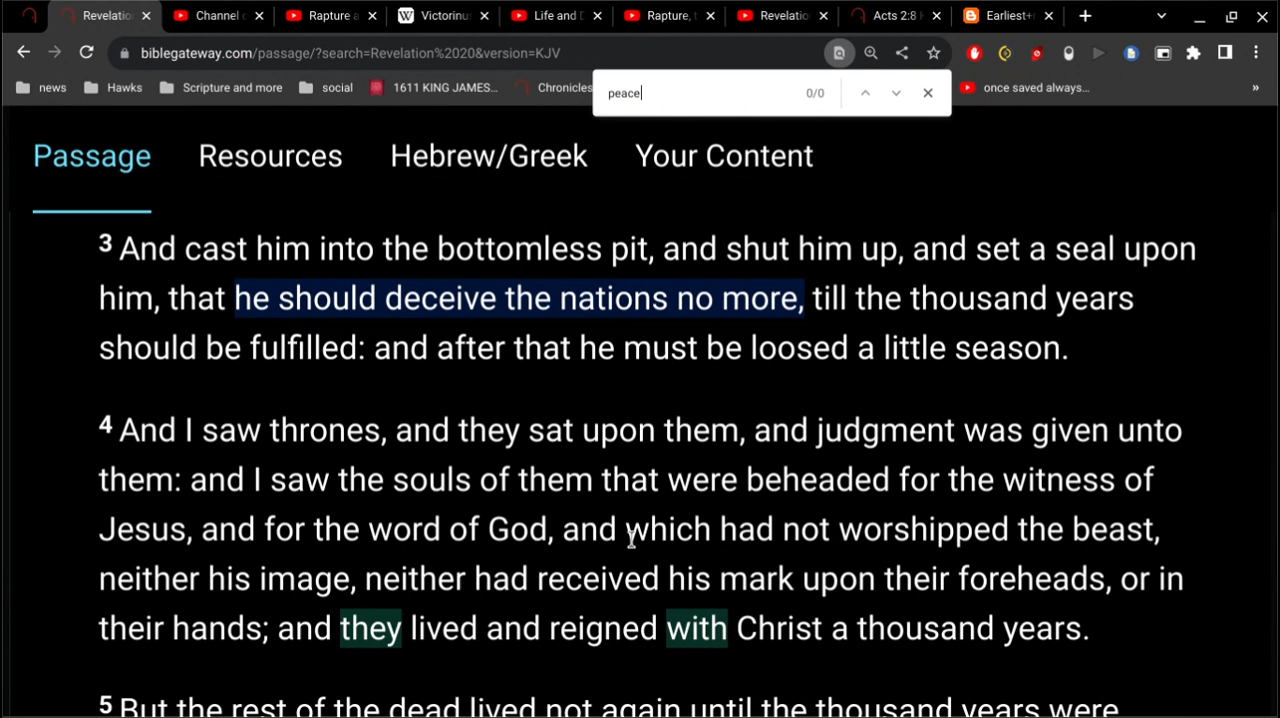 Revelatio
Channel
Rapture a
Victorinu
Life and D
Rapture, t
Revelatio
Acts 2:8
Earliest+
biblegateway.com/passage/?search=Revelation%2020&version=KJV
news
Hawks
Scripture and more
social
1611 KING JAMES...
Chronicles
once saved always...
»
peace
0/0
Passage
Resources
Hebrew/Greek
Your Content
3 And cast him into the bottomless pit, and shut him up, and set a seal upon
him, that he should deceive the nations no more, till the thousand years
should be fulfilled: and after that he must be loosed a little season.
4 And I saw thrones, and they sat upon them, and judgment was given unto
them: and I saw the souls of them that were beheaded for the witness of
Jesus, and for the word of God, and which had not worshipped the beast,
neither his image, neither had received his mark upon their foreheads, or in
their hands; and they lived and reigned with Christ a thousand years.
5 But the rest of the dead lived not again until the thousand years were